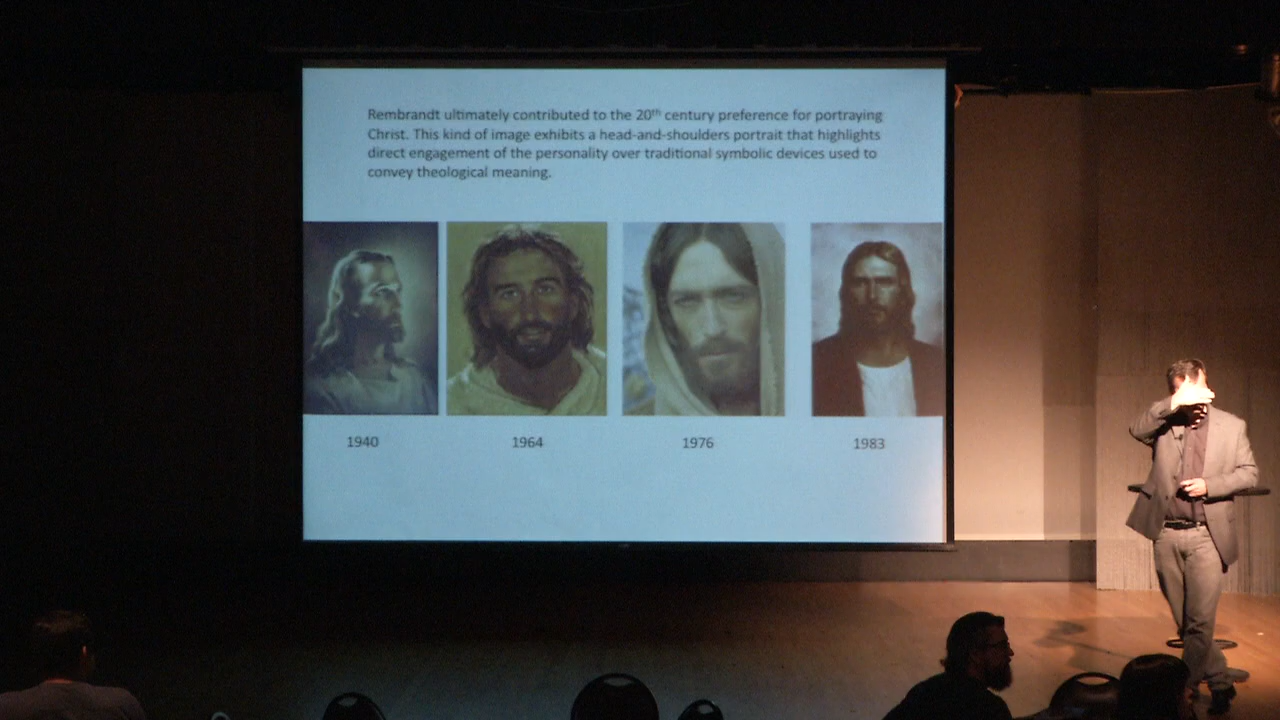 Rembrandt ultimately contributed to the 20th century preference for portraying
Christ. This kind of image exhibits a head-and-shoulders portrait that highlights
direct engagement of the personality over traditional symbolic devices used to
convey theological meaning.
1940 1964 1976 1983